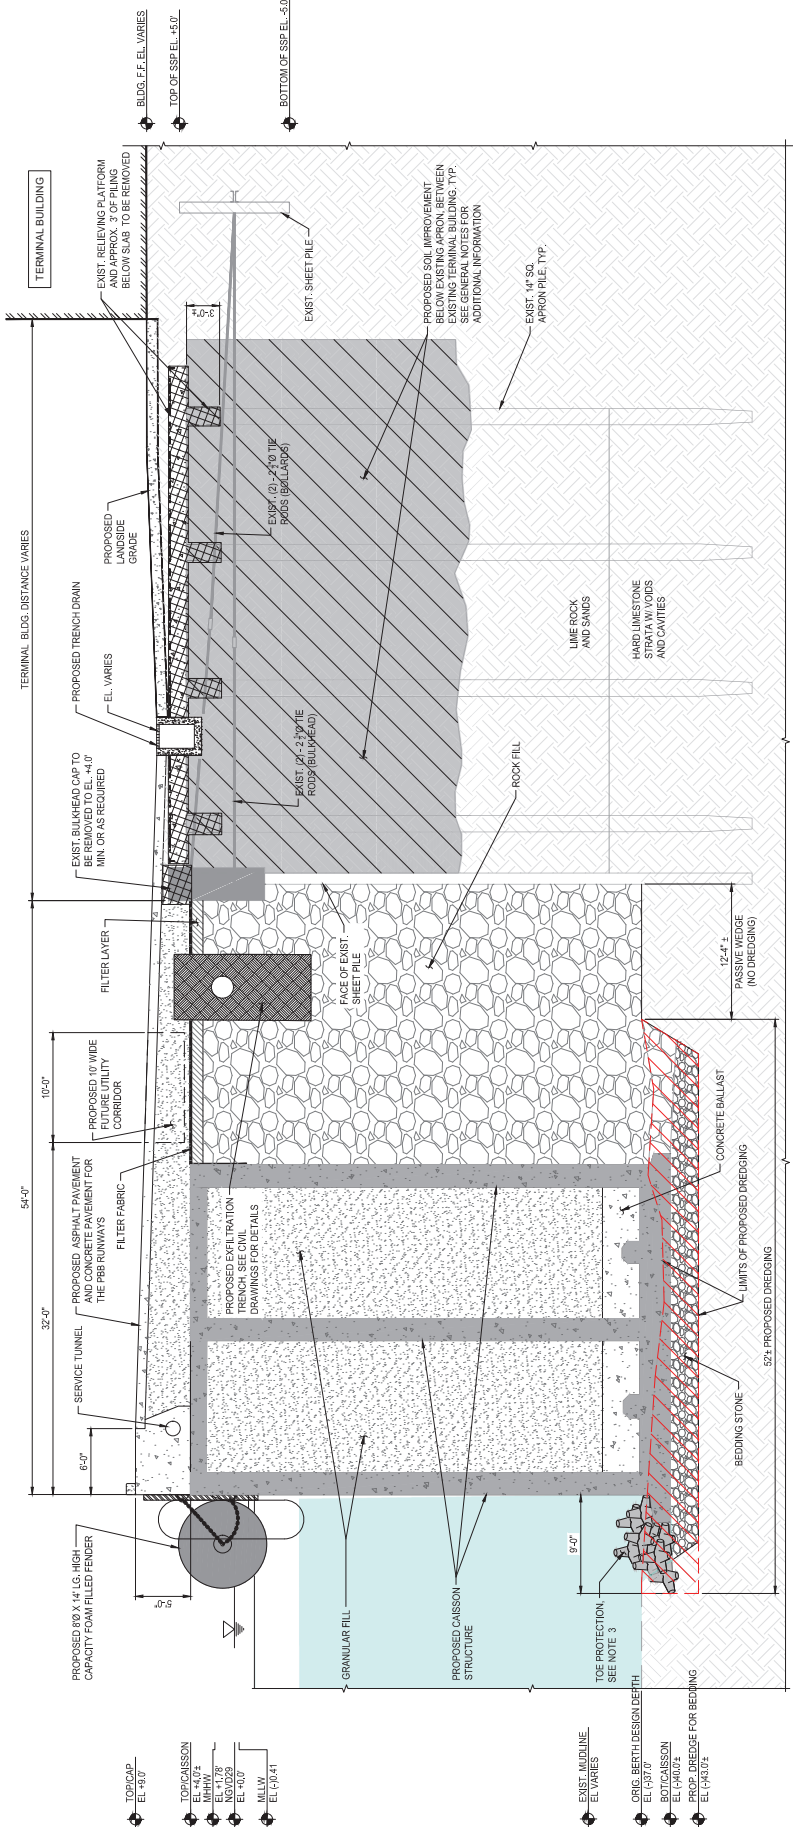 TERMINAL BUILDING
BLDG. F.F. EL. VARIES
TOP OF SSP EL. +5.0'
BOTTOM OF SSP EL. -5.0
EXIST. RELIEVING PLATFORM
AND APPROX. 3' OF PILING
BELOW SLAB TO BE REMOVED
TERMINAL BLDG. DISTANCE VARIES
PROPOSED
LANDSIDE
GRADE
PROPOSED TRENCH DRAIN
EL. VARIES
EXIST. BULKHEAD CAP TO
BE REMOVED TO EL. +4.0'
MIN. OR AS REQUIRED
3'-0"±
EXIST. SHEET PILE
EXIST. (2) - 2 1/2"Ø TIE
RODS (BOLLARDS)
EXIST. (2) - 2 1/2"Ø TIE
RODS (BULKHEAD)
PROPOSED SOIL IMPROVEMENT
BELOW EXISTING APRON, BETWEEN
EXISTING TERMINAL BUILDING, TYP.
SEE GENERAL NOTES FOR
ADDITIONAL INFORMATION
EXIST. 14" SQ.
APRON PILE, TYP.
LIME ROCK
AND SANDS
HARD LIMESTONE
STRATA W/ VOIDS
AND CAVITIES
ROCK FILL
FACE OF EXIST.
SHEET PILE
12'-4" ±
PASSIVE WEDGE
(NO DREDGING)
FILTER LAYER
54'-0"
10'-0"
32'-0"
6'-0"
PROPOSED 10' WIDE
FUTURE UTILITY
CORRIDOR
FILTER FABRIC
PROPOSED ASPHALT PAVEMENT
AND CONCRETE PAVEMENT FOR
THE PBB RUNWAYS
SERVICE TUNNEL
PROPOSED EXFILTRATION
TRENCH, SEE CIVIL
DRAWINGS FOR DETAILS
PROPOSED 8'Ø X 14' LG. HIGH
CAPACITY FOAM FILLED FENDER
5'-0"
GRANULAR FILL
PROPOSED CAISSON
STRUCTURE
9'-0"
TOE PROTECTION,
SEE NOTE 3
CONCRETE BALLAST
LIMITS OF PROPOSED DREDGING
BEDDING STONE
52'± PROPOSED DREDGING
TOP/CAP
EL +9.0'
TOP/CAISSON
EL +4.0'±
MHHW
EL +1.78'
NGVD29
EL +0.0'
MLLW
EL (-)0.41
EXIST. MUDLINE
EL VARIES
ORIG. BERTH DESIGN DEPTH
EL (-)37.0'
BOT/CAISSON
EL (-)40.0'±
PROP. DREDGE FOR BEDDING
EL (-)43.0'±